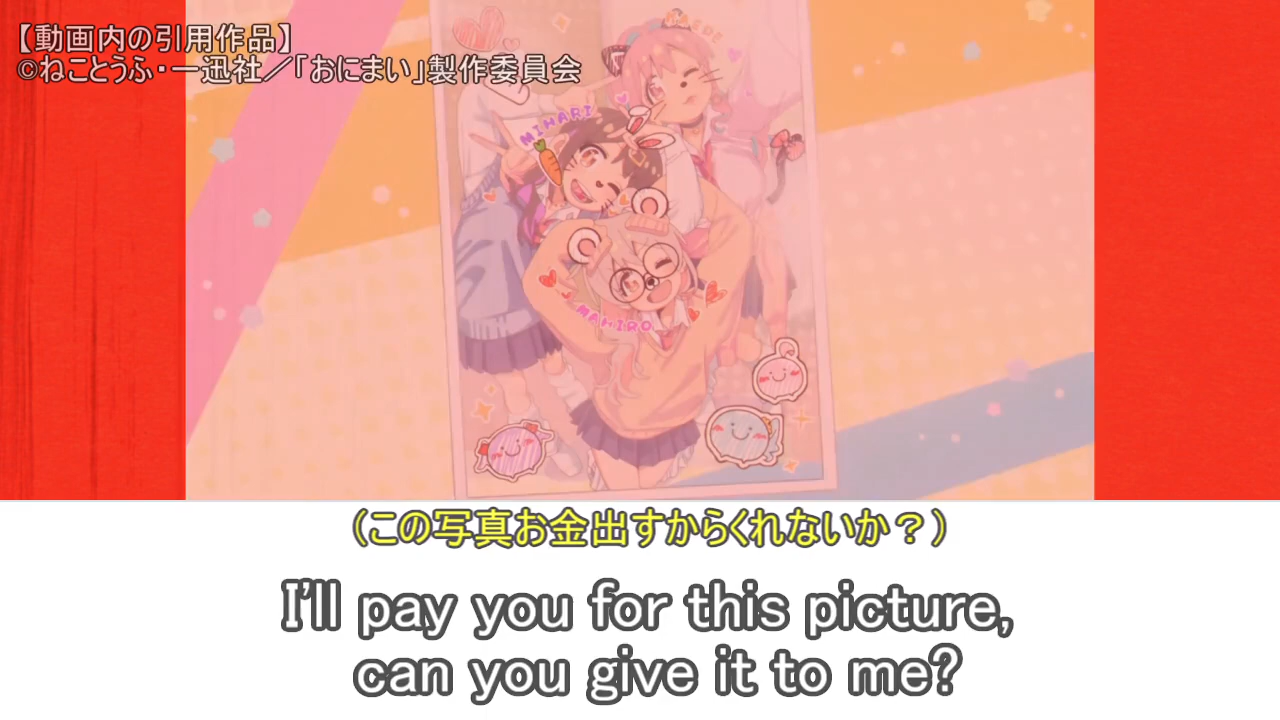 【動画内の引用作品】
©ねことうふ・一迅社／「おにまい」製作委員会
KAEDE
MIHARI
MAHIRO
（この写真お金出すからくれないか？）
I'll pay you for this picture,
can you give it to me?